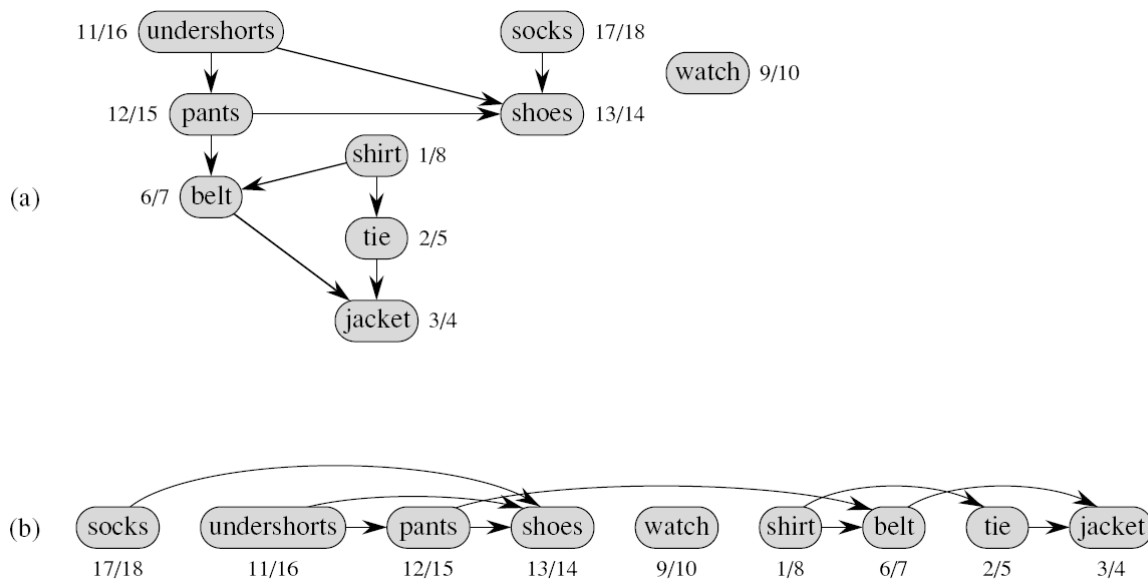 11/16 undershorts socks 17/18
watch 9/10
12/15 pants shoes 13/14
shirt 1/8
(a) 6/7 belt
tie 2/5
jacket 3/4
(b) socks undershorts pants shoes watch shirt belt tie jacket
17/18 11/16 12/15 13/14 9/10 1/8 6/7 2/5 3/4